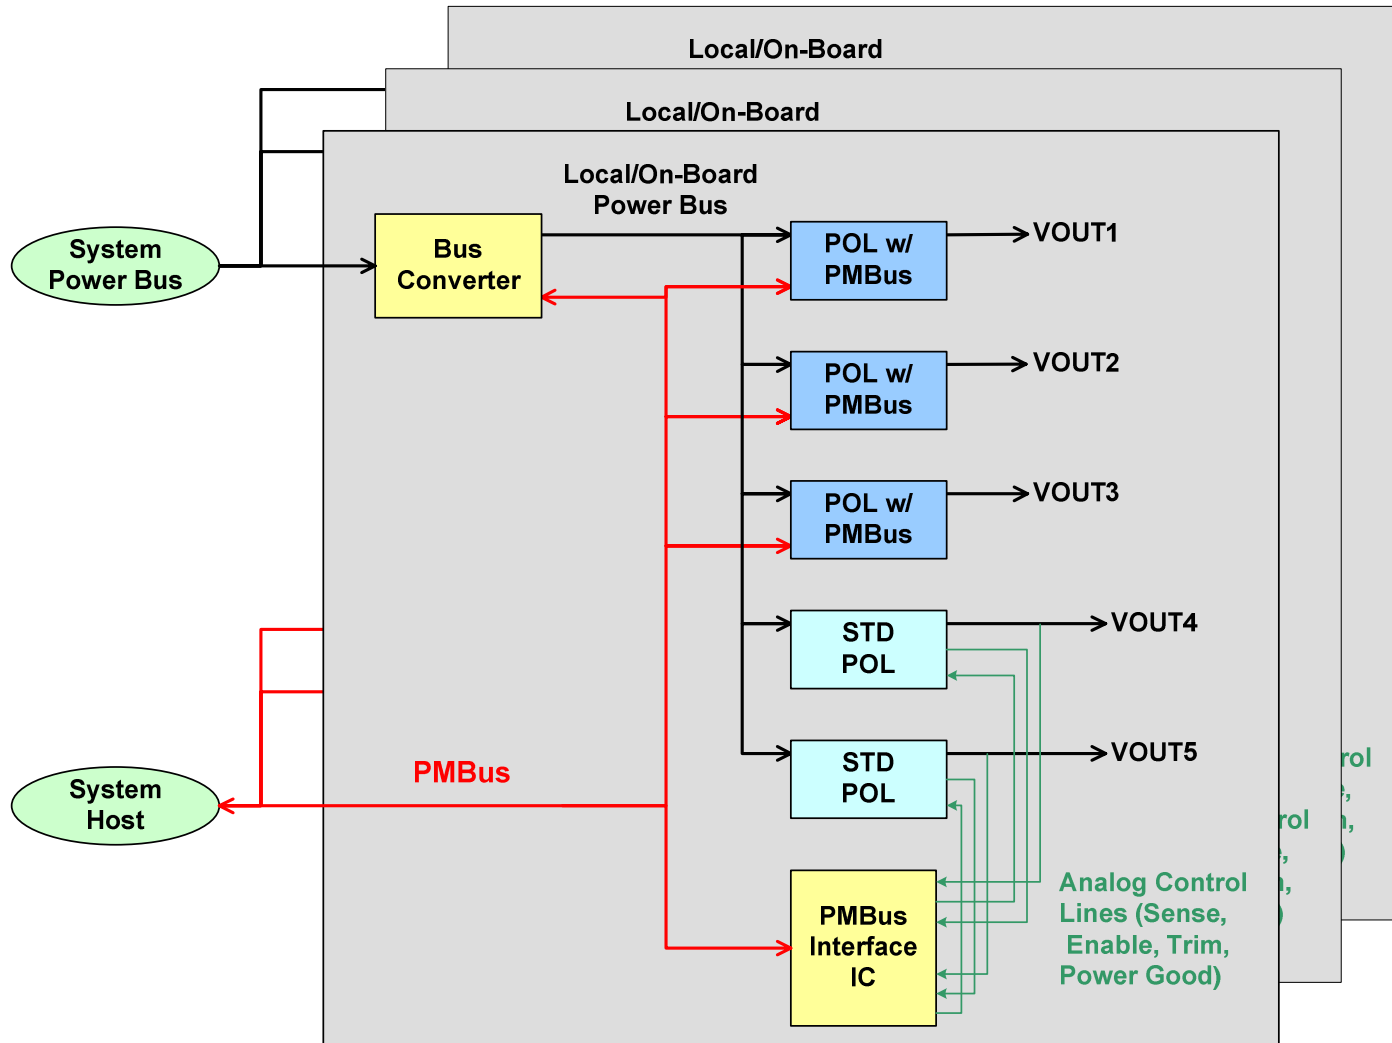 Local/On-Board
Local/On-Board
Local/On-Board
Power Bus
System
Power Bus
Bus
Converter
POL w/
PMBus
VOUT1
POL w/
PMBus
VOUT2
POL w/
PMBus
VOUT3
STD
POL
VOUT4
STD
POL
VOUT5
PMBus
System
Host
PMBus
Interface
IC
Analog Control
Lines (Sense,
Enable, Trim,
Power Good)